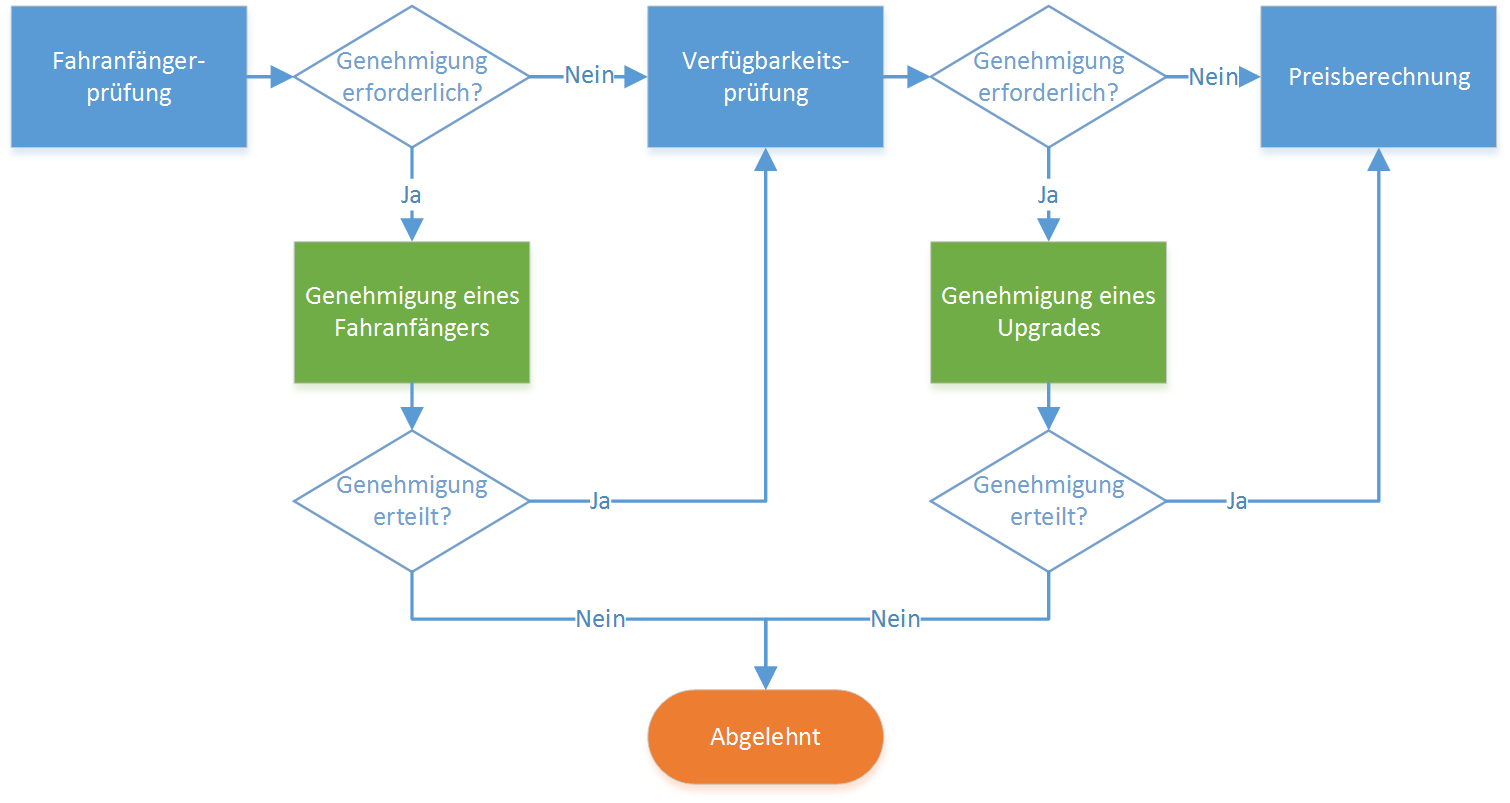 Fahranfänger-
prüfung
Genehmigung
erforderlich?
Nein
Verfügbarkeits-
prüfung
Genehmigung
erforderlich?
Nein
Preisberechnung
Ja
Ja
Genehmigung eines
Fahranfängers
Genehmigung eines
Upgrades
Genehmigung
erteilt?
Ja
Genehmigung
erteilt?
Ja
Nein
Nein
Abgelehnt